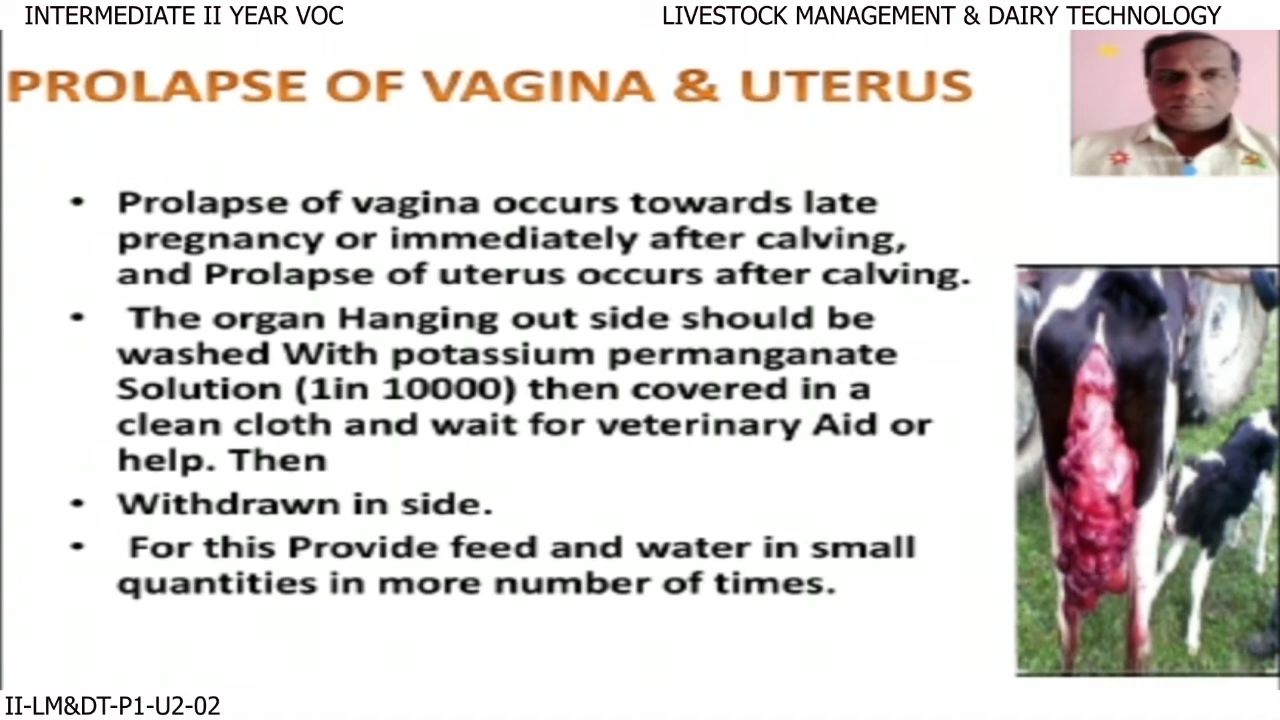 INTERMEDIATE II YEAR VOC
LIVESTOCK MANAGEMENT & DAIRY TECHNOLOGY
PROLAPSE OF VAGINA & UTERUS
• Prolapse of vagina occurs towards late
pregnancy or immediately after calving,
and Prolapse of uterus occurs after calving.
• The organ Hanging out side should be
washed With potassium permanganate
Solution (1in 10000) then covered in a
clean cloth and wait for veterinary Aid or
help. Then
• Withdrawn in side.
• For this Provide feed and water in small
quantities in more number of times.
II-LM&DT-P1-U2-02